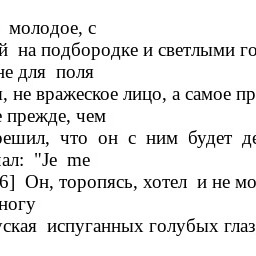 молодое, с
й на подбородке и светлыми го
не для поля
, не вражеское лицо, а самое пр
прежде, чем
решил, что он с ним будет де
ал: "Je me
6] Он, торопясь, хотел и не мо
ногу
уская испуганных голубых глаз